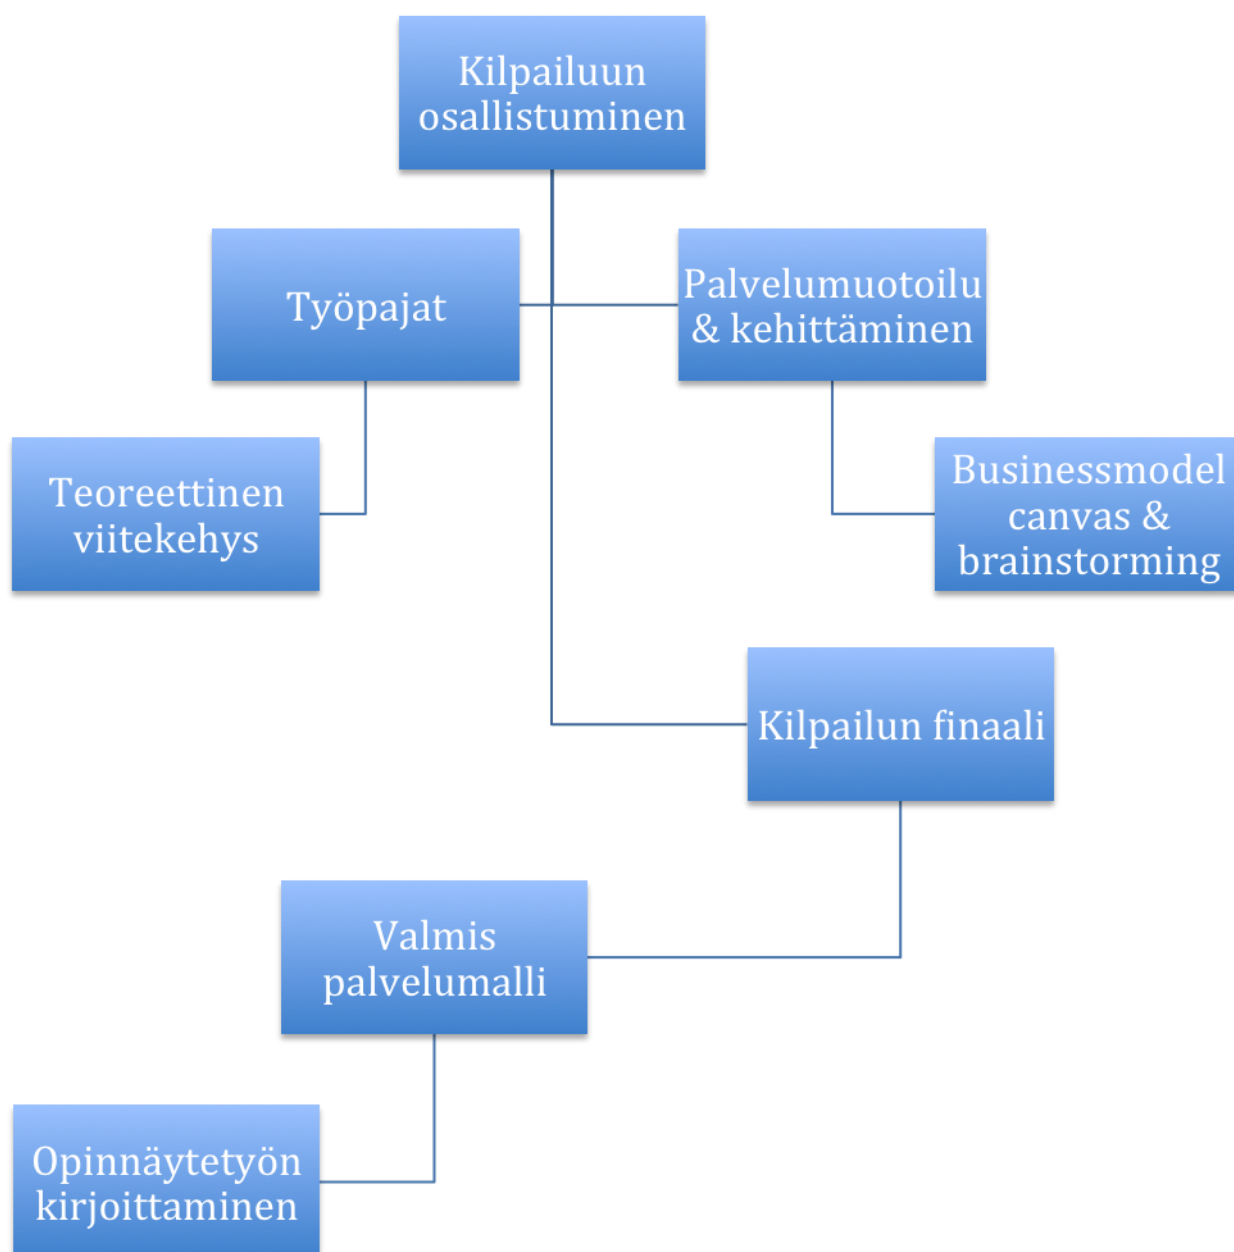 Kilpailuun
osallistuminen
Työpajat
Palvelumuotoilu
& kehittäminen
Teoreettinen
viitekehys
Businessmodel
canvas &
brainstorming
Kilpailun finaali
Valmis
palvelumalli
Opinnäytetyön
kirjoittaminen